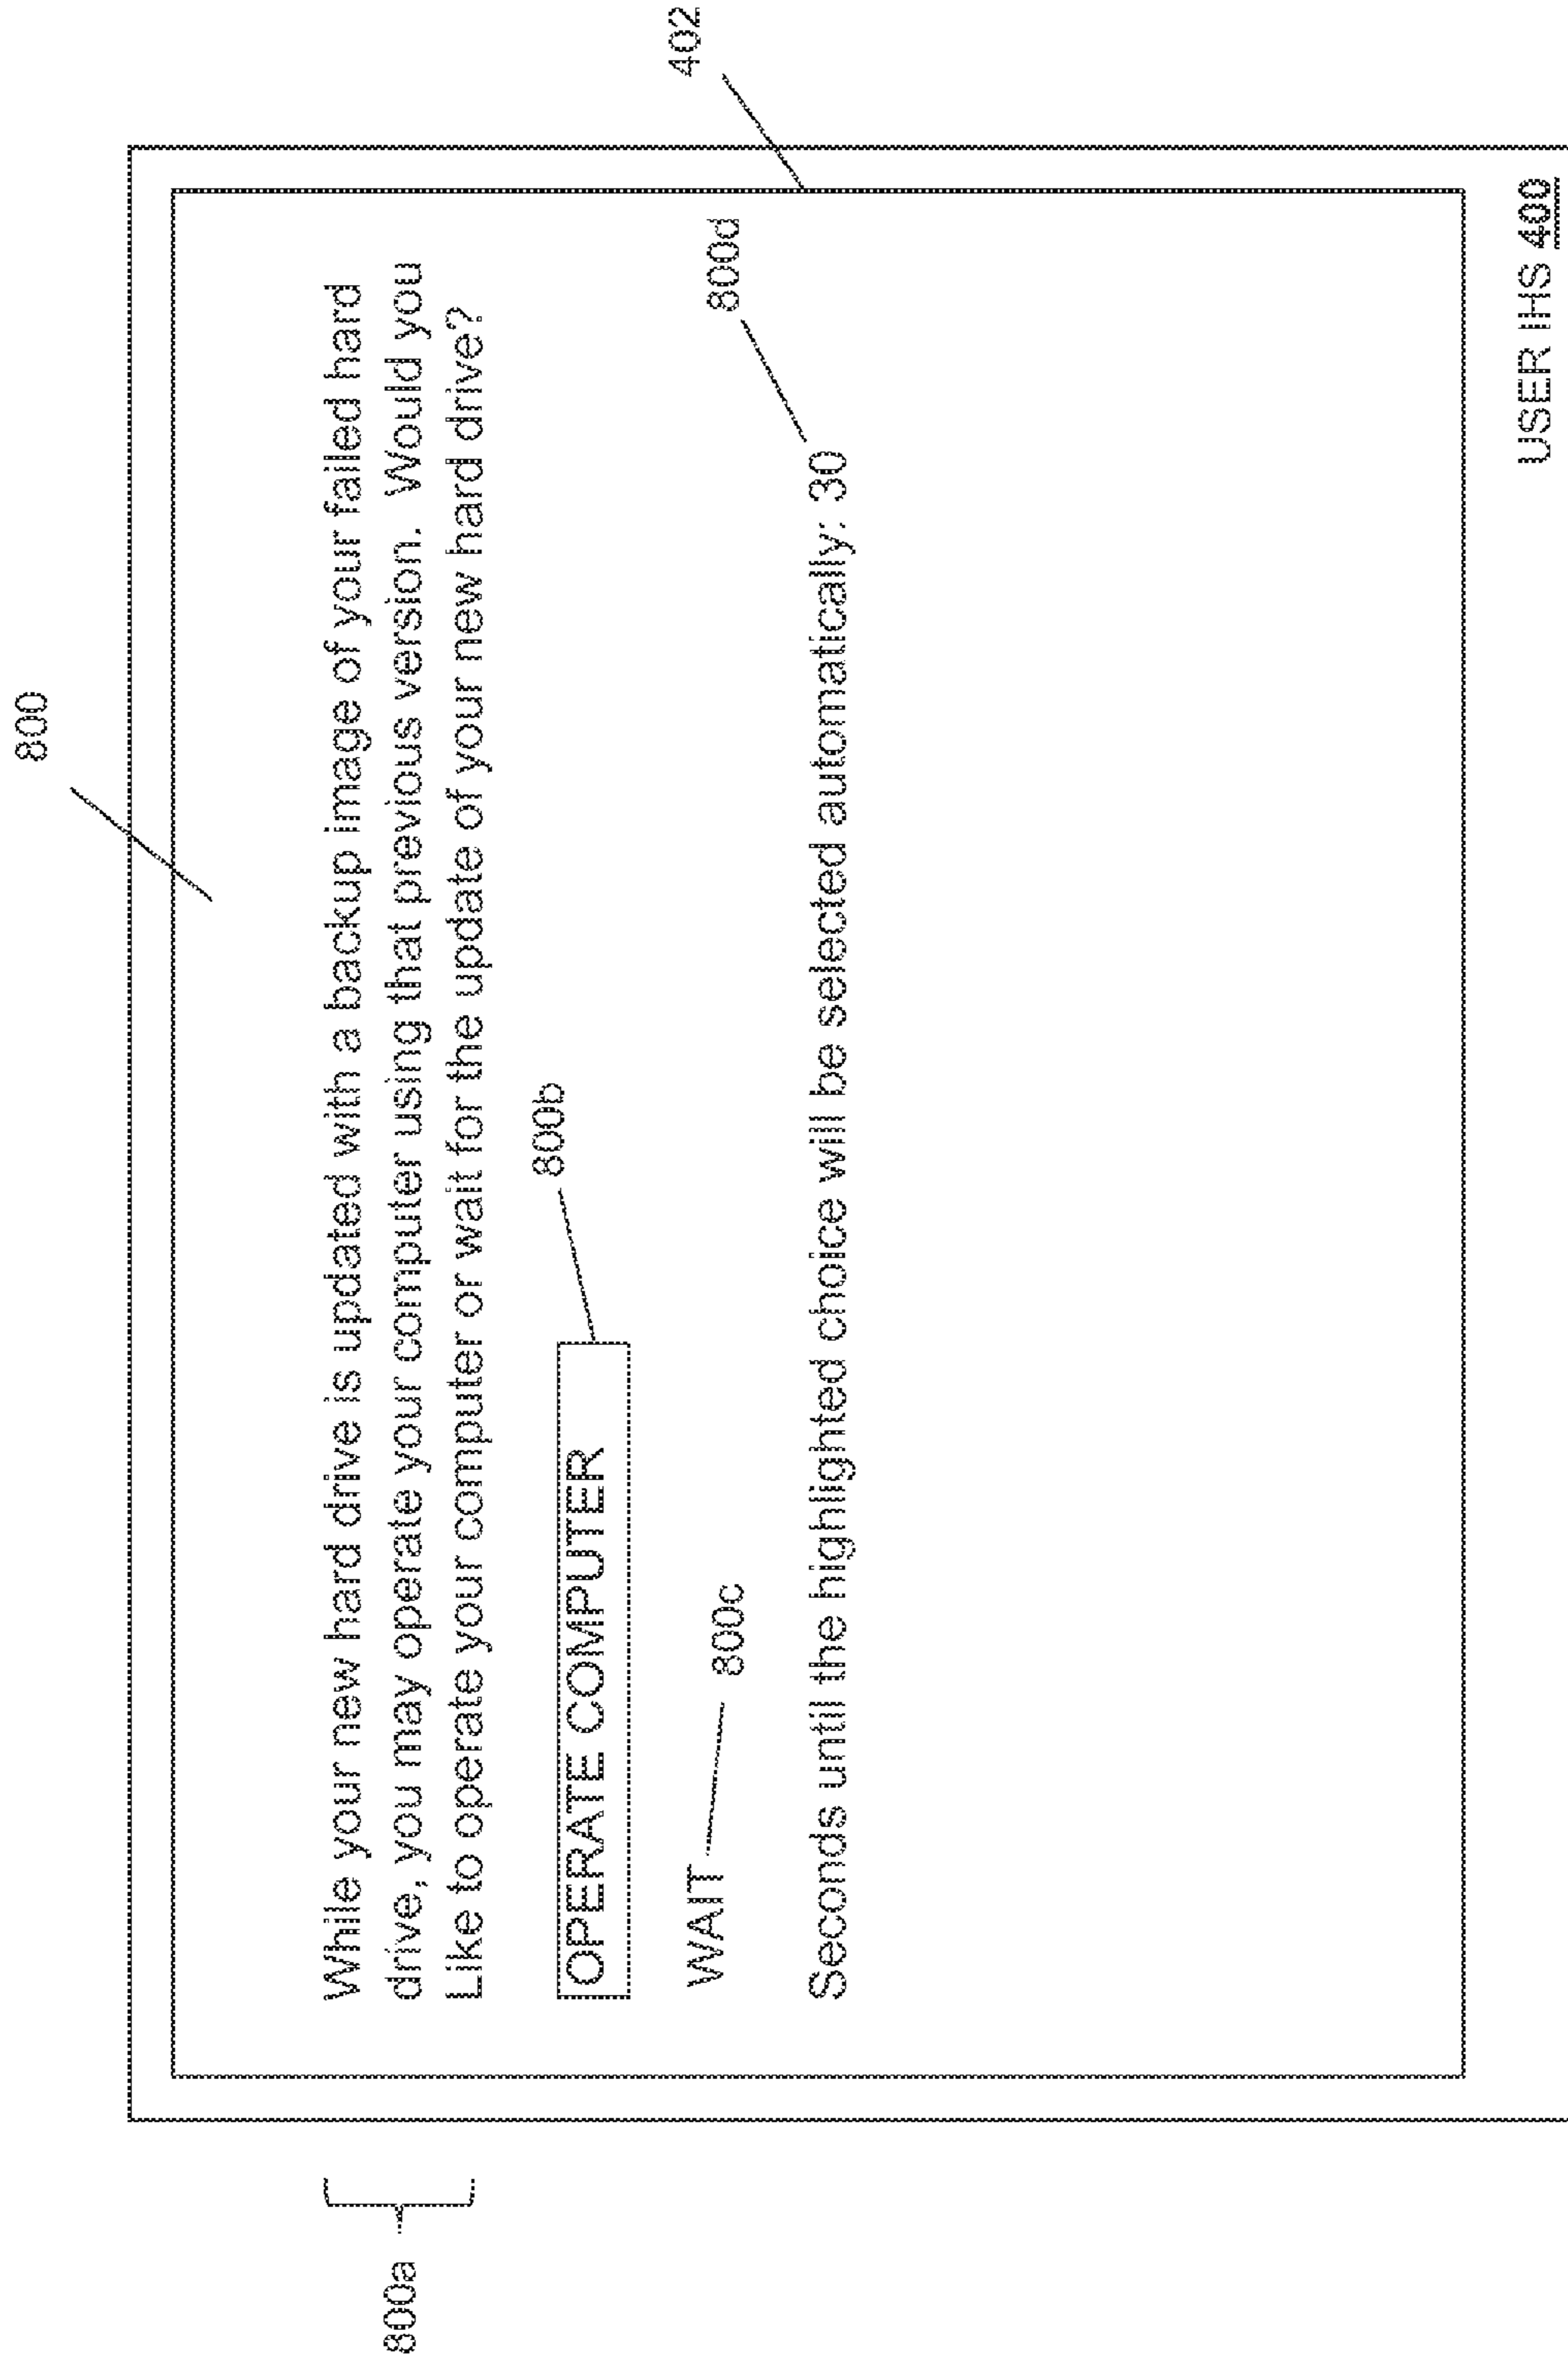 800
402
800a
While your new hard drive is updated with a backup image of your failed hard
drive, you may operate your computer using that previous version. Would you
Like to operate your computer or wait for the update of your new hard drive?
800b
OPERATE COMPUTER
WAIT
800c
800d
Seconds until the highlighted choice will be selected automatically: 30
USER IHS 400